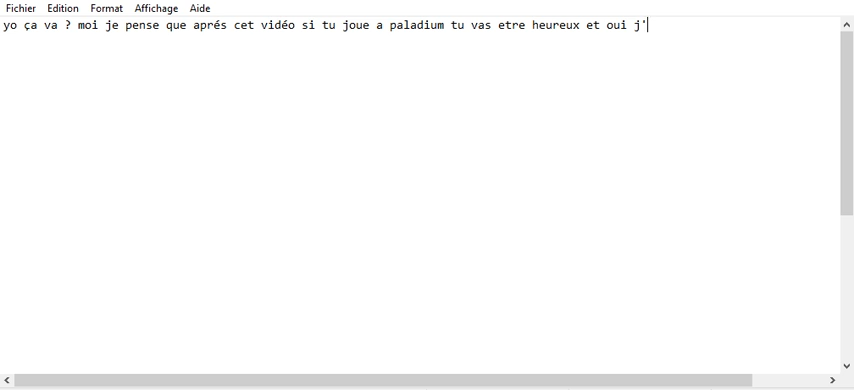 Fichier Edition Format Affichage Aide
yo ça va ? moi je pense que aprés cet vidéo si tu joue a paladium tu vas etre heureux et oui j'